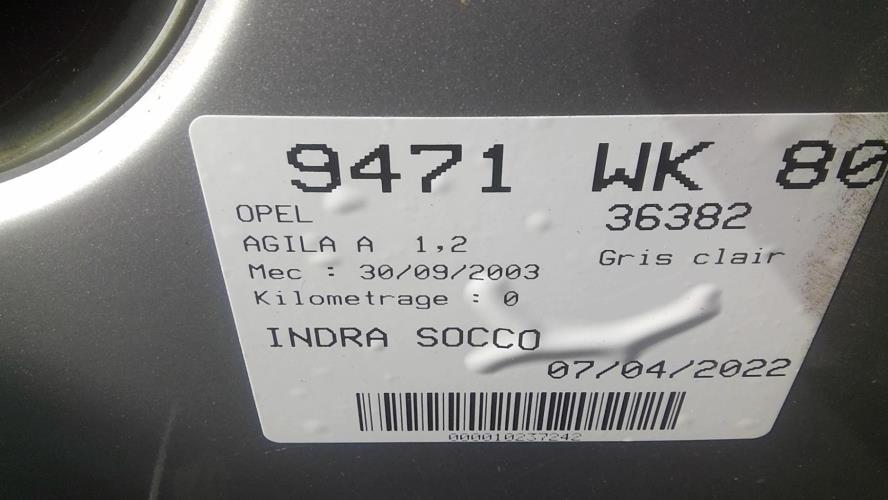 9471 WK 80
OPEL 36382
AGILA A 1,2
Gris clair
Mec : 30/09/2003
Kilometrage : 0
INDRA SOCCO
07/04/2022
000010237242